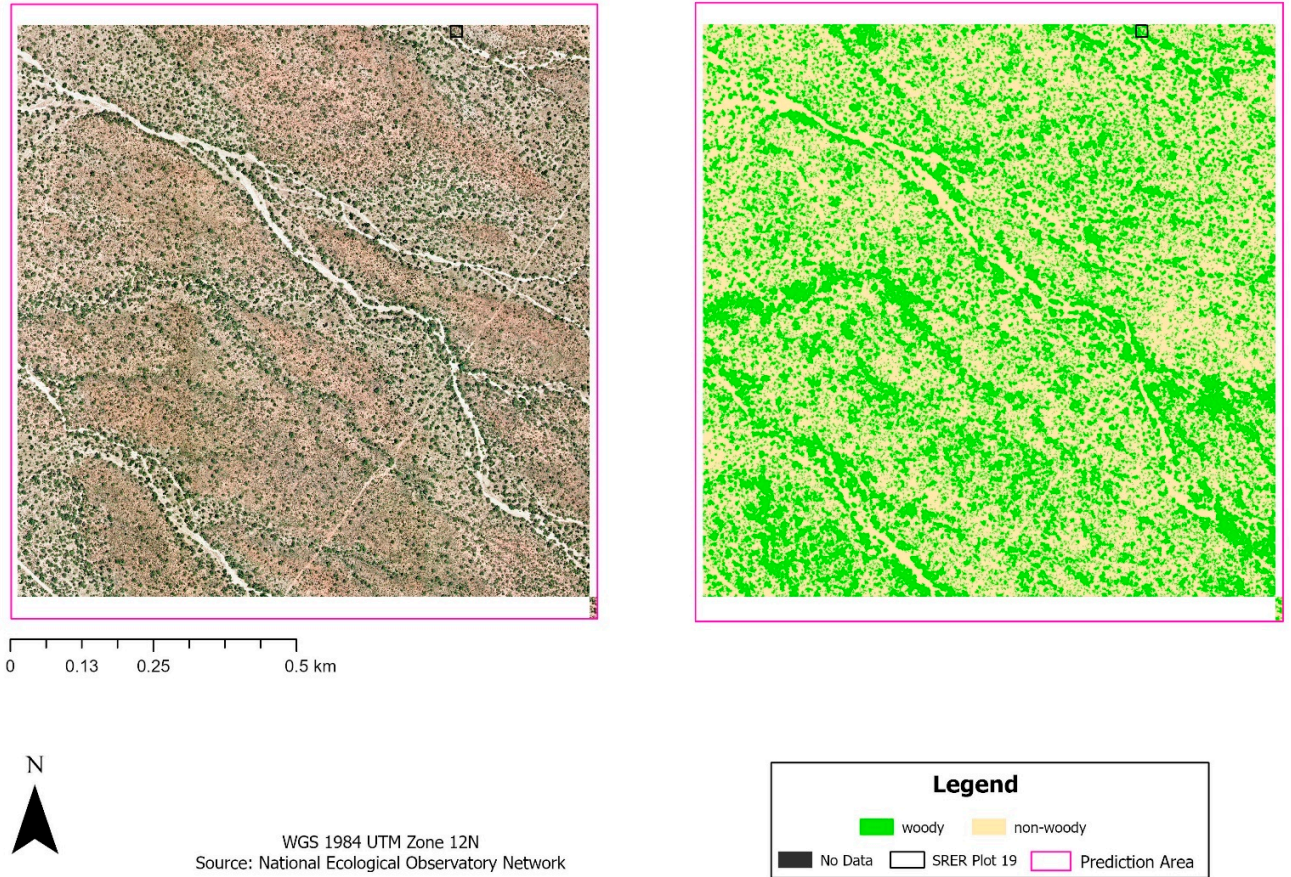 0 0.13 0.25 0.5 km
N
WGS 1984 UTM Zone 12N
Source: National Ecological Observatory Network
Legend
woody non-woody
No Data SRER Plot 19 Prediction Area